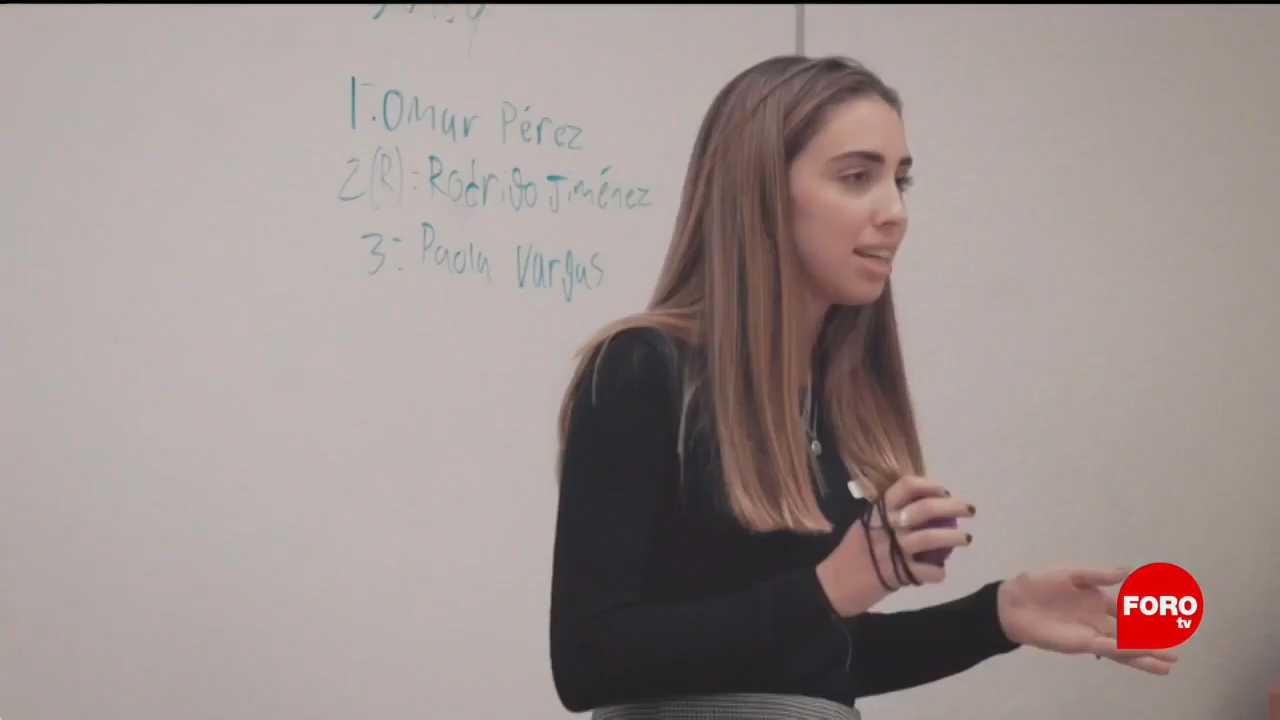 1-: Omar Pérez
2(R)-: Rodrigo Jiménez
3-: Paola Vargas
FORO
tv